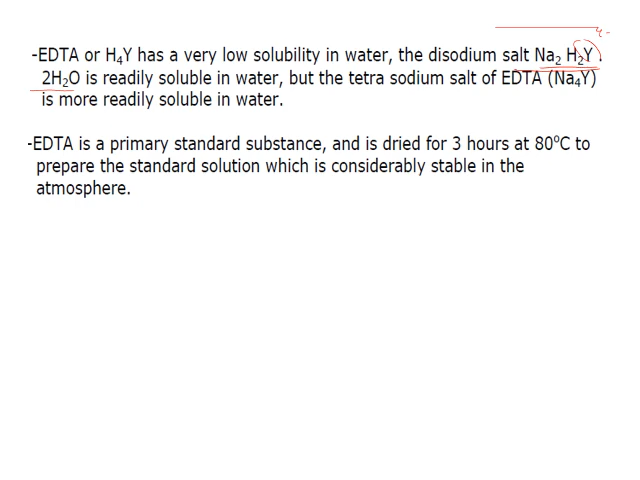 4-
-EDTA or H₄Y has a very low solubility in water, the disodium salt Na₂ H₂Y .
2H₂O is readily soluble in water, but the tetra sodium salt of EDTA (Na₄Y)
is more readily soluble in water.
-EDTA is a primary standard substance, and is dried for 3 hours at 80⁰C to
prepare the standard solution which is considerably stable in the
atmosphere.